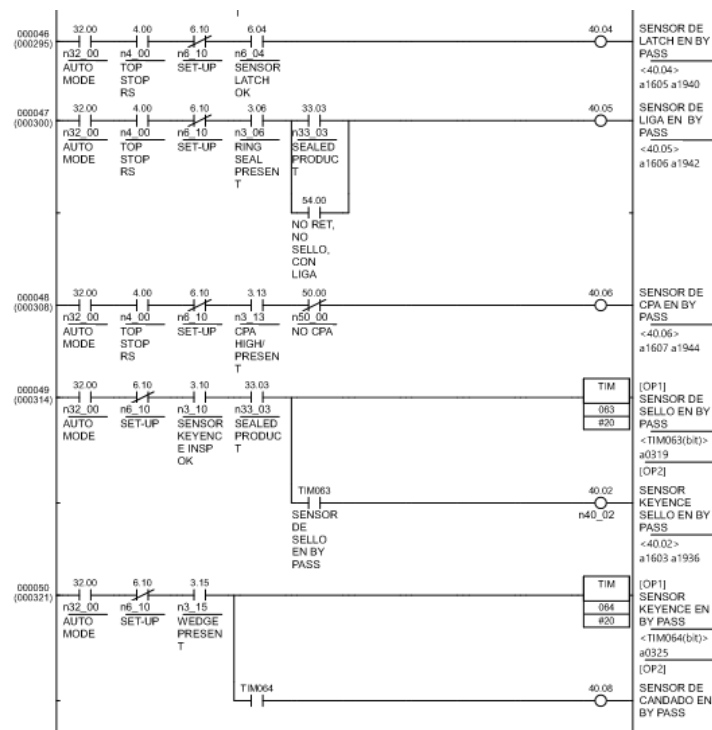 000046
(000295)
32.00 4.00 6.10 6.04 40.04
n32_00 n4_00 n6_10 n6_04
AUTO TOP SET-UP SENSOR
MODE STOP LATCH
RS OK
SENSOR DE
LATCH EN BY
PASS
<40.04>
a1605 a1940
000047
(000300)
32.00 4.00 6.10 3.06 33.03 40.05
n32_00 n4_00 n6_10 n3_06 n33_03
AUTO TOP SET-UP RING SEALED
MODE STOP SEAL PRODUC
RS PRESEN T
T
54.00
NO RET,
NO
SELLO,
CON
LIGA
SENSOR DE
LIGA EN BY
PASS
<40.05>
a1606 a1942
000048
(000308)
32.00 4.00 6.10 3.13 50.00 40.06
n32_00 n4_00 n6_10 n3_13 n50_00
AUTO TOP SET-UP CPA NO CPA
MODE STOP HIGH/
RS PRESEN
T
SENSOR DE
CPA EN BY
PASS
<40.06>
a1607 a1944
000049
(000314)
32.00 6.10 3.10 33.03
n32_00 n6_10 n3_10 n33_03
AUTO SET-UP SENSOR SEALED
MODE KEYENC PRODUC
E INSP T
OK
TIM
063
#20
[OP1]
SENSOR DE
SELLO EN BY
PASS
<TIM063(bit)>
a0319
[OP2]
TIM063
SENSOR
DE
SELLO
EN BY
PASS
40.02
n40_02
SENSOR
KEYENCE
SELLO EN BY
PASS
<40.02>
a1603 a1936
000050
(000321)
32.00 6.10 3.15
n32_00 n6_10 n3_15
AUTO SET-UP WEDGE
MODE PRESEN
T
TIM
064
#20
[OP1]
SENSOR
KEYENCE EN
BY PASS
<TIM064(bit)>
a0325
[OP2]
TIM064
40.08
SENSOR DE
CANDADO EN
BY PASS